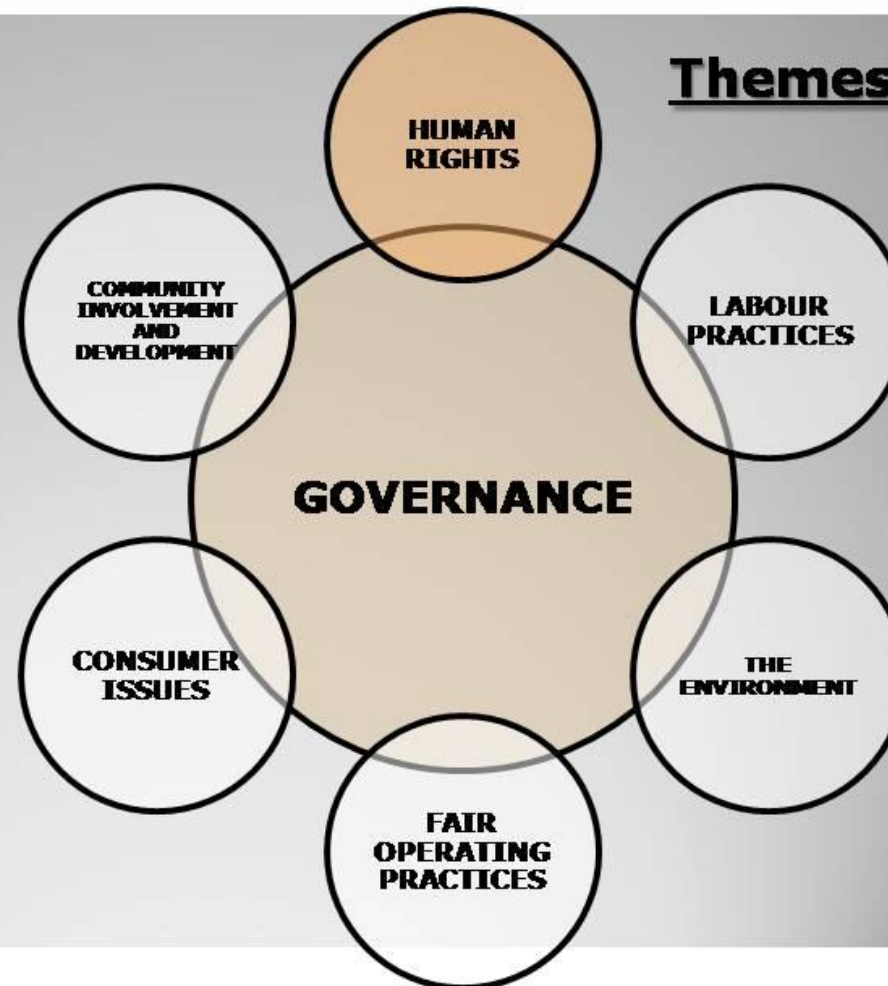 Themes
HUMAN
RIGHTS
COMMUNITY
INVOLVEMENT
AND
DEVELOPMENT
LABOUR
PRACTICES
GOVERNANCE
CONSUMER
ISSUES
THE
ENVIRONMENT
FAIR
OPERATING
PRACTICES